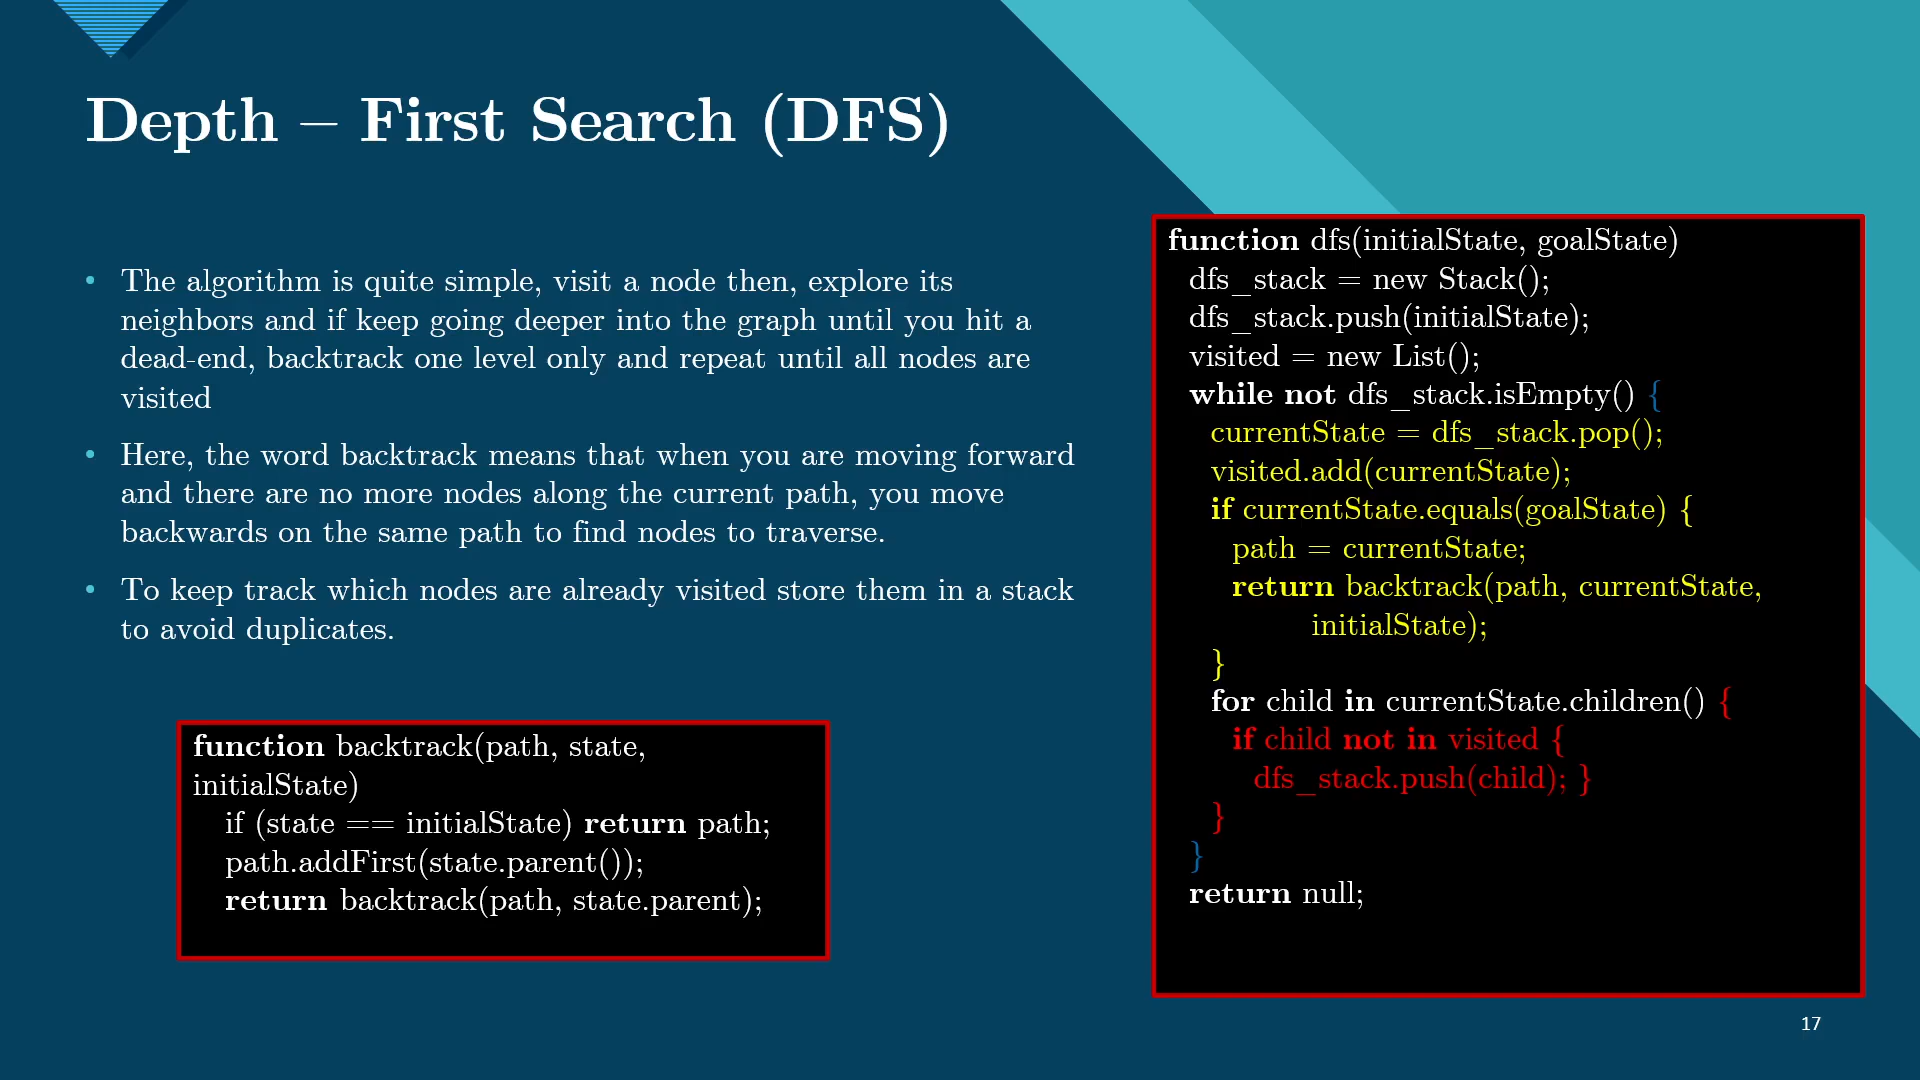 Depth – First Search (DFS)
• The algorithm is quite simple, visit a node then, explore its
neighbors and if keep going deeper into the graph until you hit a
dead-end, backtrack one level only and repeat until all nodes are
visited
• Here, the word backtrack means that when you are moving forward
and there are no more nodes along the current path, you move
backwards on the same path to find nodes to traverse.
• To keep track which nodes are already visited store them in a stack
to avoid duplicates.
function backtrack(path, state,
initialState)
if (state == initialState) return path;
path.addFirst(state.parent());
return backtrack(path, state.parent);
function dfs(initialState, goalState)
dfs_stack = new Stack();
dfs_stack.push(initialState);
visited = new List();
while not dfs_stack.isEmpty() {
currentState = dfs_stack.pop();
visited.add(currentState);
if currentState.equals(goalState) {
path = currentState;
return backtrack(path, currentState,
initialState);
}
for child in currentState.children() {
if child not in visited {
dfs_stack.push(child); }
}
}
return null;
17